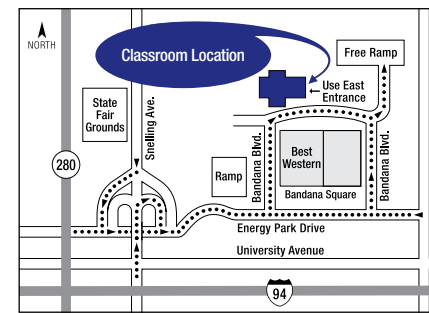 NORTH
Classroom Location
Free Ramp
Use East
Entrance
State
Fair
Grounds
Snelling Ave.
280
Best
Western
Bandana Blvd.
Bandana Blvd.
Ramp
Bandana Square
Energy Park Drive
University Avenue
94